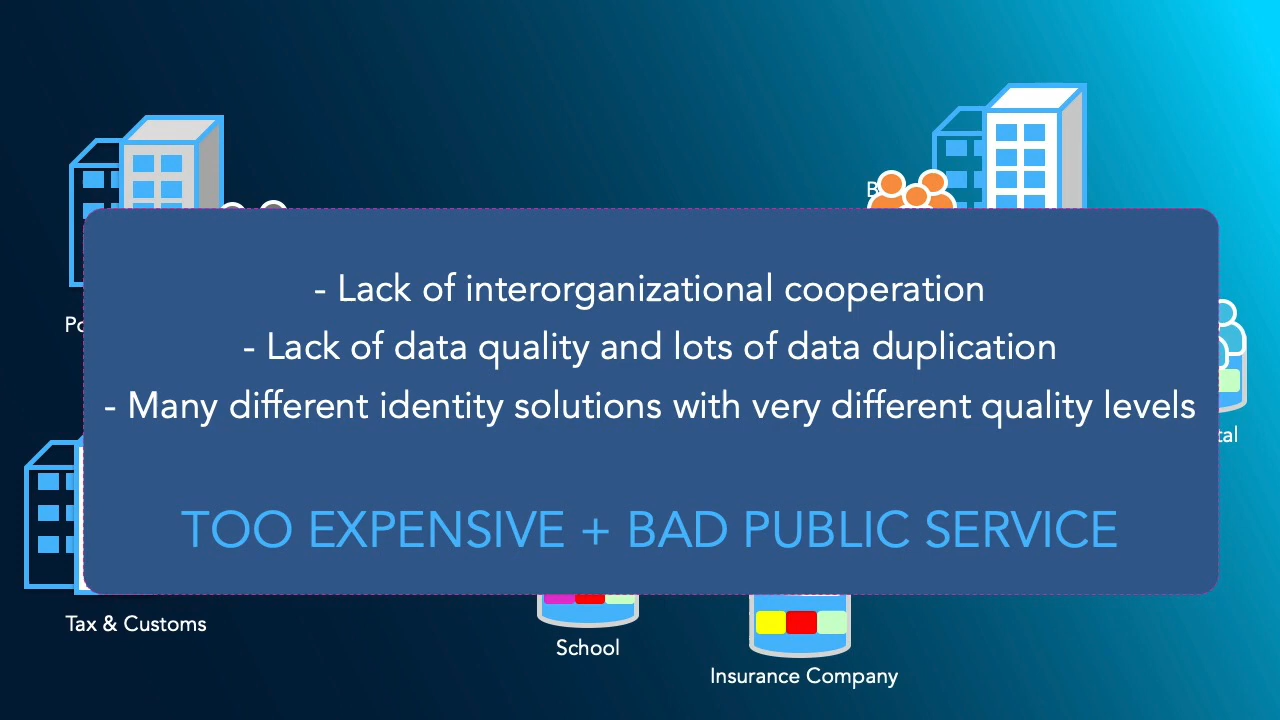 - Lack of interorganizational cooperation
- Lack of data quality and lots of data duplication
- Many different identity solutions with very different quality levels
TOO EXPENSIVE + BAD PUBLIC SERVICE
Tax & Customs
School
Insurance Company